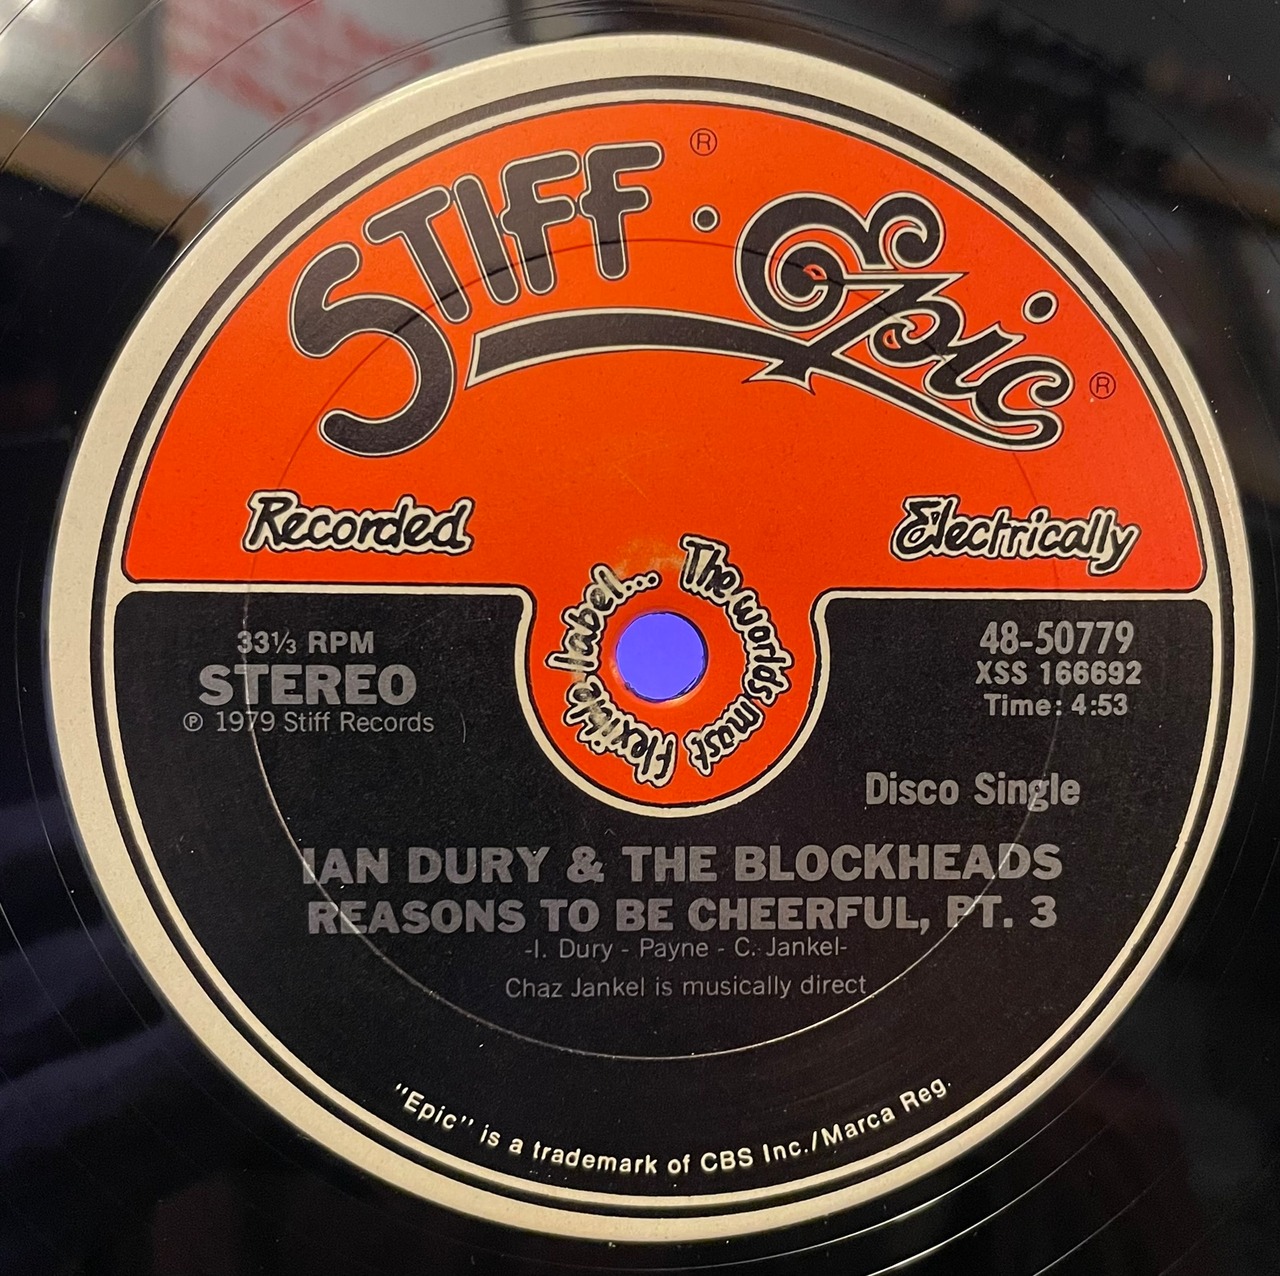 STIFF ® · Epic ®
Recorded
Electrically
The worlds most flexible label...
33⅓ RPM
STEREO
℗ 1979 Stiff Records
48-50779
XSS 166692
Time: 4:53
Disco Single
IAN DURY & THE BLOCKHEADS
REASONS TO BE CHEERFUL, PT. 3
-I. Dury - Payne - C. Jankel-
Chaz Jankel is musically direct
"Epic" is a trademark of CBS Inc./Marca Reg.